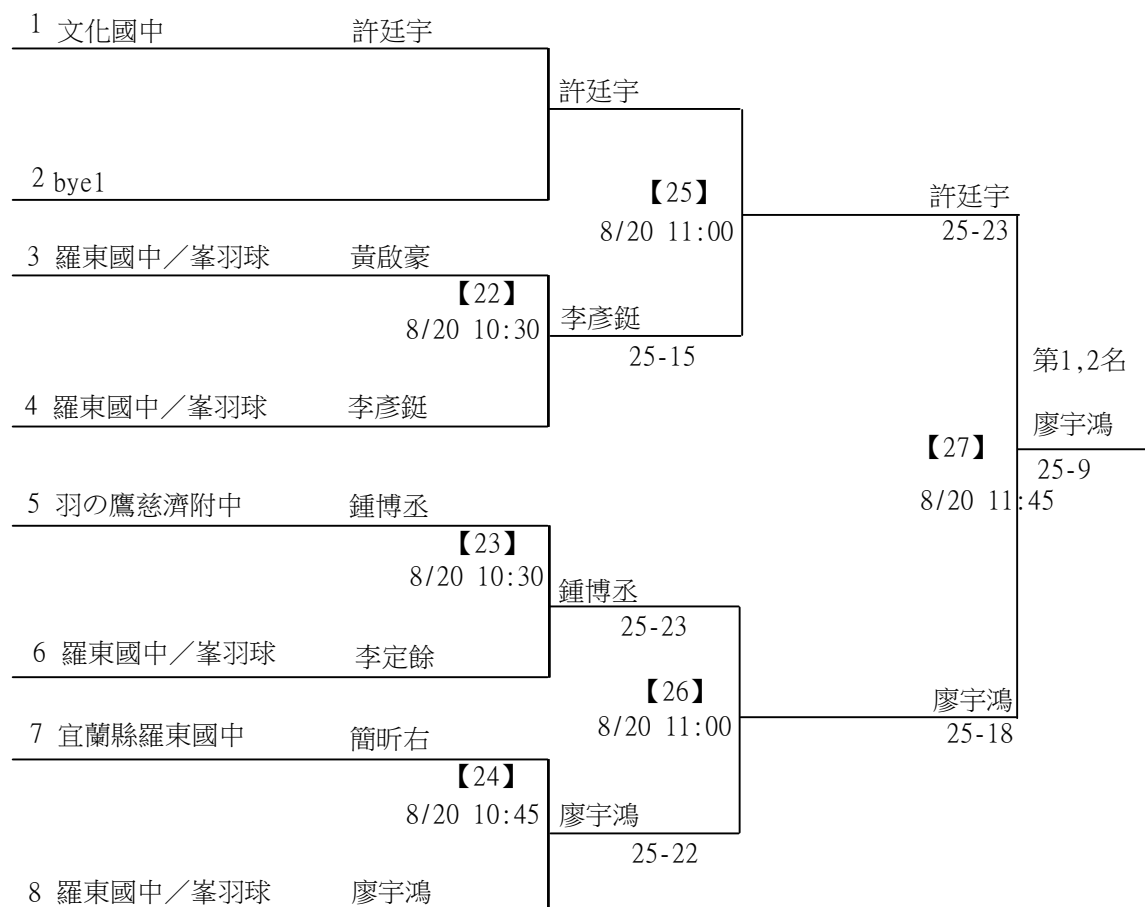 1 文化國中 許廷宇
許廷宇
2 bye1
【25】
8/20 11:00
許廷宇
25-23
3 羅東國中／峯羽球 黃啟豪
【22】
8/20 10:30
李彥鋌
25-15
4 羅東國中／峯羽球 李彥鋌
第1,2名
廖宇鴻
25-9
【27】
8/20 11:45
5 羽の鷹慈濟附中 鍾博丞
【23】
8/20 10:30
鍾博丞
25-23
6 羅東國中／峯羽球 李定餘
【26】
8/20 11:00
廖宇鴻
25-18
7 宜蘭縣羅東國中 簡昕右
【24】
8/20 10:45
廖宇鴻
25-22
8 羅東國中／峯羽球 廖宇鴻